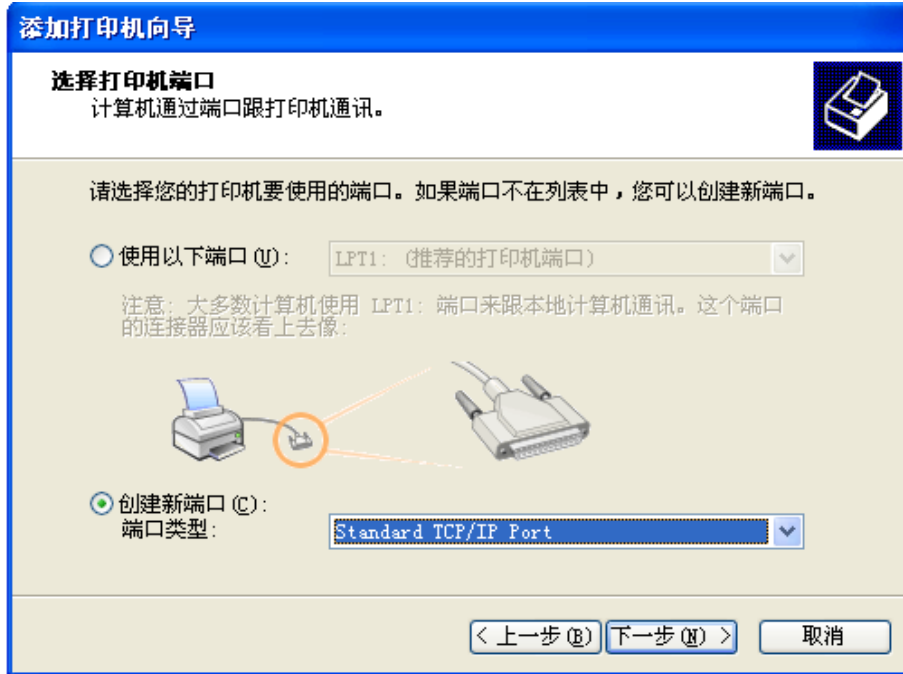 添加打印机向导
选择打印机端口
计算机通过端口跟打印机通讯。
请选择您的打印机要使用的端口。如果端口不在列表中，您可以创建新端口。
使用以下端口(U):
LPT1: (推荐的打印机端口)
注意: 大多数计算机使用 LPT1: 端口来跟本地计算机通讯。这个端口
的连接器应该看上去像:
创建新端口(C):
端口类型:
Standard TCP/IP Port
< 上一步(B)
下一步(N) >
取消